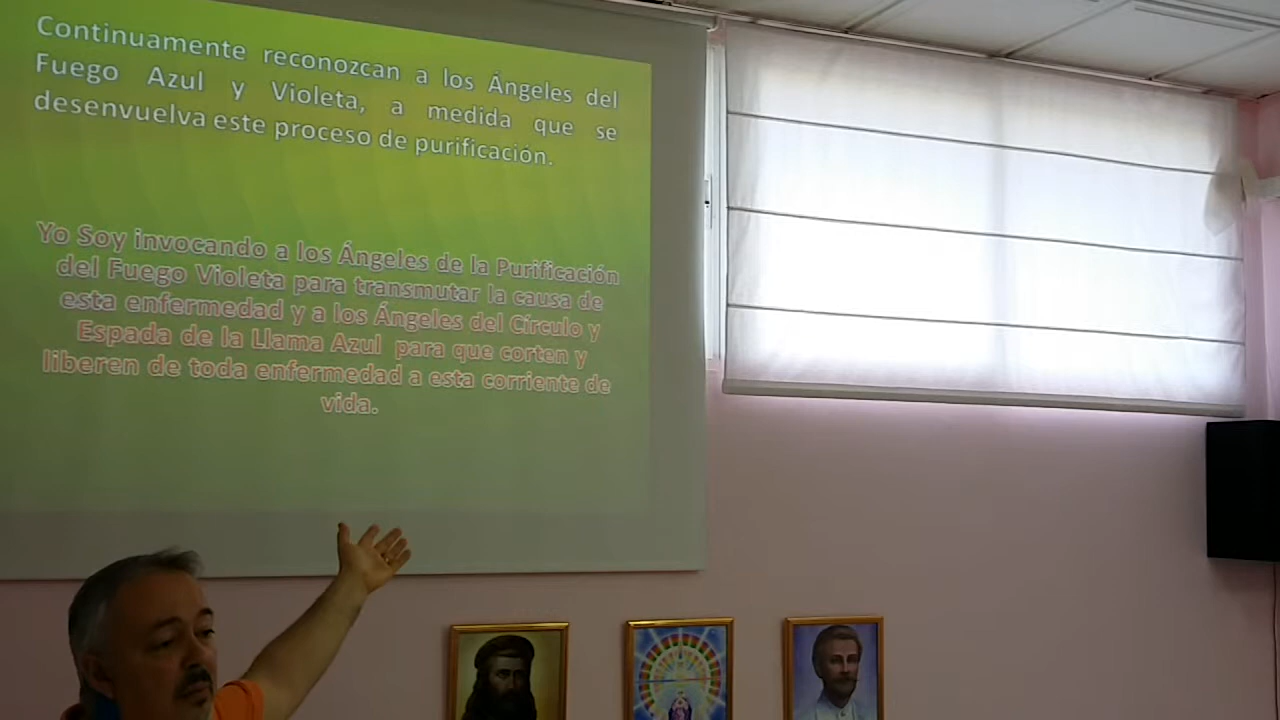 Continuamente reconozcan a los Ángeles del
Fuego Azul y Violeta, a medida que se
desenvuelva este proceso de purificación.
Yo Soy invocando a los Ángeles de la Purificación
del Fuego Violeta para transmutar la causa de
esta enfermedad y a los Ángeles del Círculo y
Espada de la Llama Azul para que corten y
liberen de toda enfermedad a esta corriente de
vida.